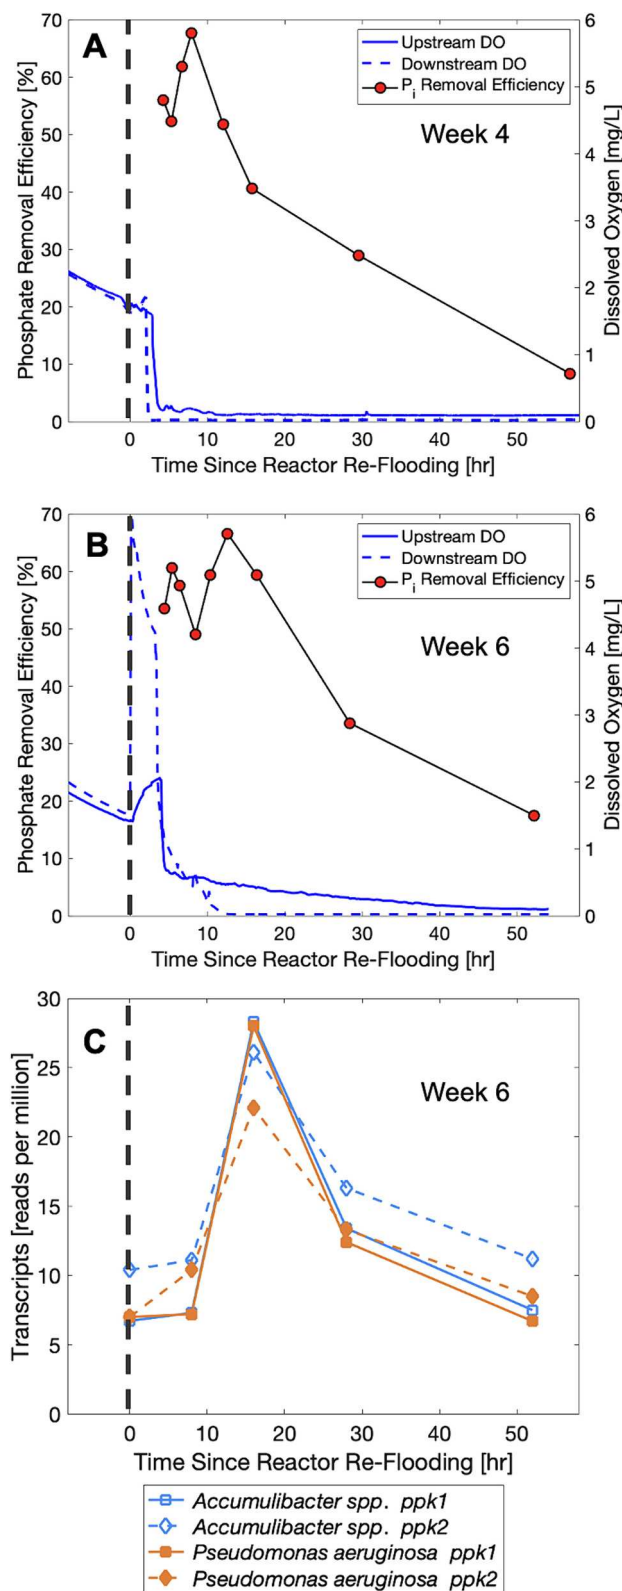 A
Week 4
Upstream DO
Downstream DO
Pi Removal Efficiency
Phosphate Removal Efficiency [%]
70
60
50
40
30
20
10
0
Dissolved Oxygen [mg/L]
6
5
4
3
2
1
0
0 10 20 30 40 50
Time Since Reactor Re-Flooding [hr]
B
Week 6
Upstream DO
Downstream DO
Pi Removal Efficiency
Phosphate Removal Efficiency [%]
70
60
50
40
30
20
10
0
Dissolved Oxygen [mg/L]
6
5
4
3
2
1
0
0 10 20 30 40 50
Time Since Reactor Re-Flooding [hr]
C
Week 6
Transcripts [reads per million]
30
25
20
15
10
5
0
0 10 20 30 40 50
Time Since Reactor Re-Flooding [hr]
Accumulibacter spp. ppk1
Accumulibacter spp. ppk2
Pseudomonas aeruginosa ppk1
Pseudomonas aeruginosa ppk2